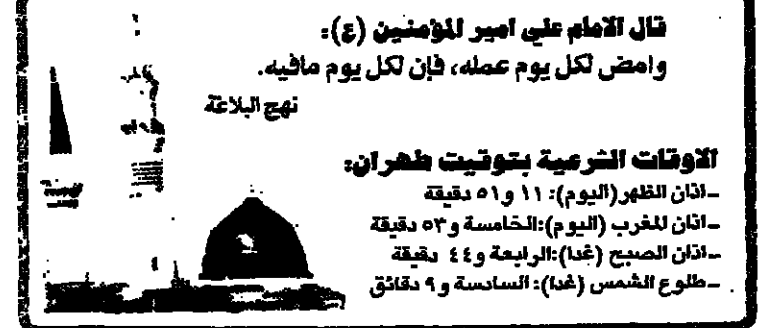 قال الامام علي امير المؤمنين (ع):
وامض لكل يوم عمله، فإن لكل يوم مافيه.
نهج البلاغة
الاوقات الشرعية بتوقيت طهران:
ـ اذان الظهر (اليوم): ١١ و٥١ دقيقة
ـ اذان المغرب (اليوم): الخامسة و٥٣ دقيقة
ـ اذان الصبح (غدا): الرابعة و٤٤ دقيقة
ـ طلوع الشمس (غدا): السادسة و٩ دقائق